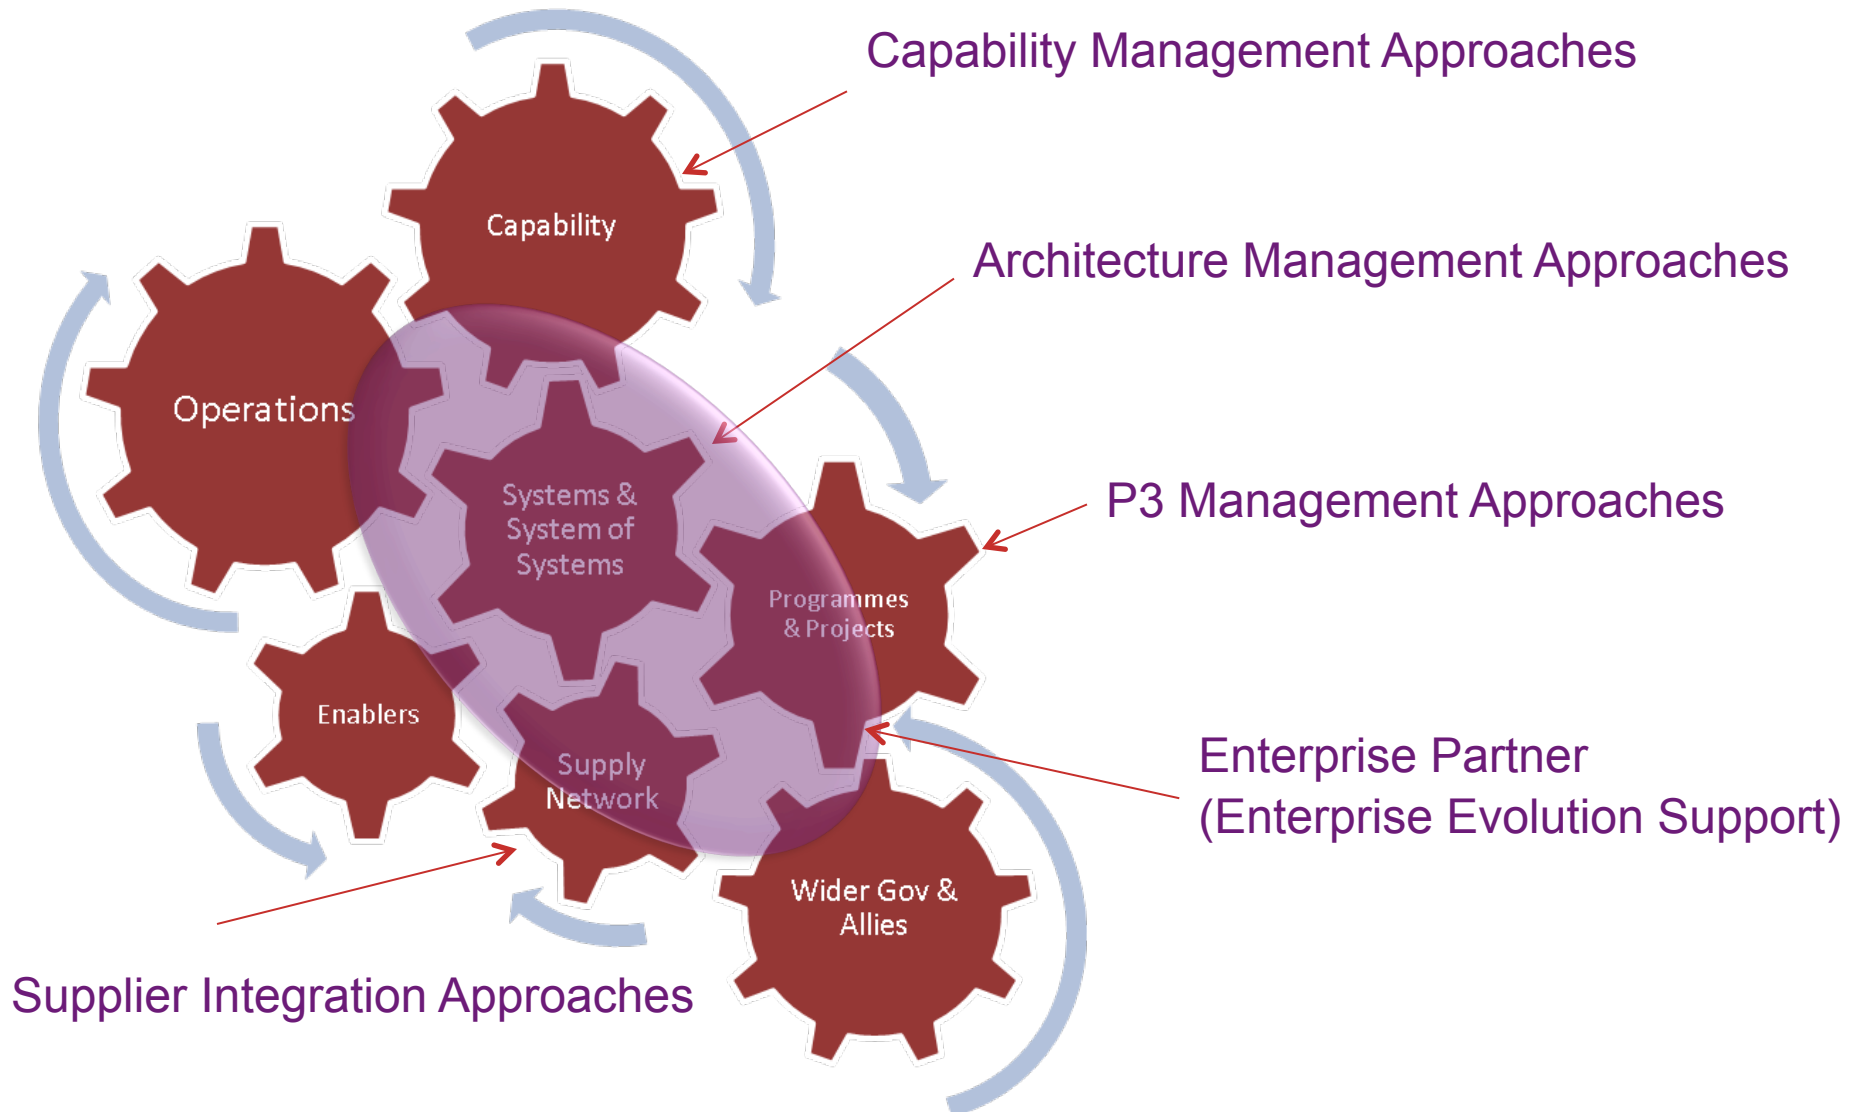 Capability Management Approaches
Capability
Architecture Management Approaches
Operations
Systems &
System of
Systems
P3 Management Approaches
Programmes
& Projects
Enablers
Supply
Network
Enterprise Partner
(Enterprise Evolution Support)
Wider Gov &
Allies
Supplier Integration Approaches